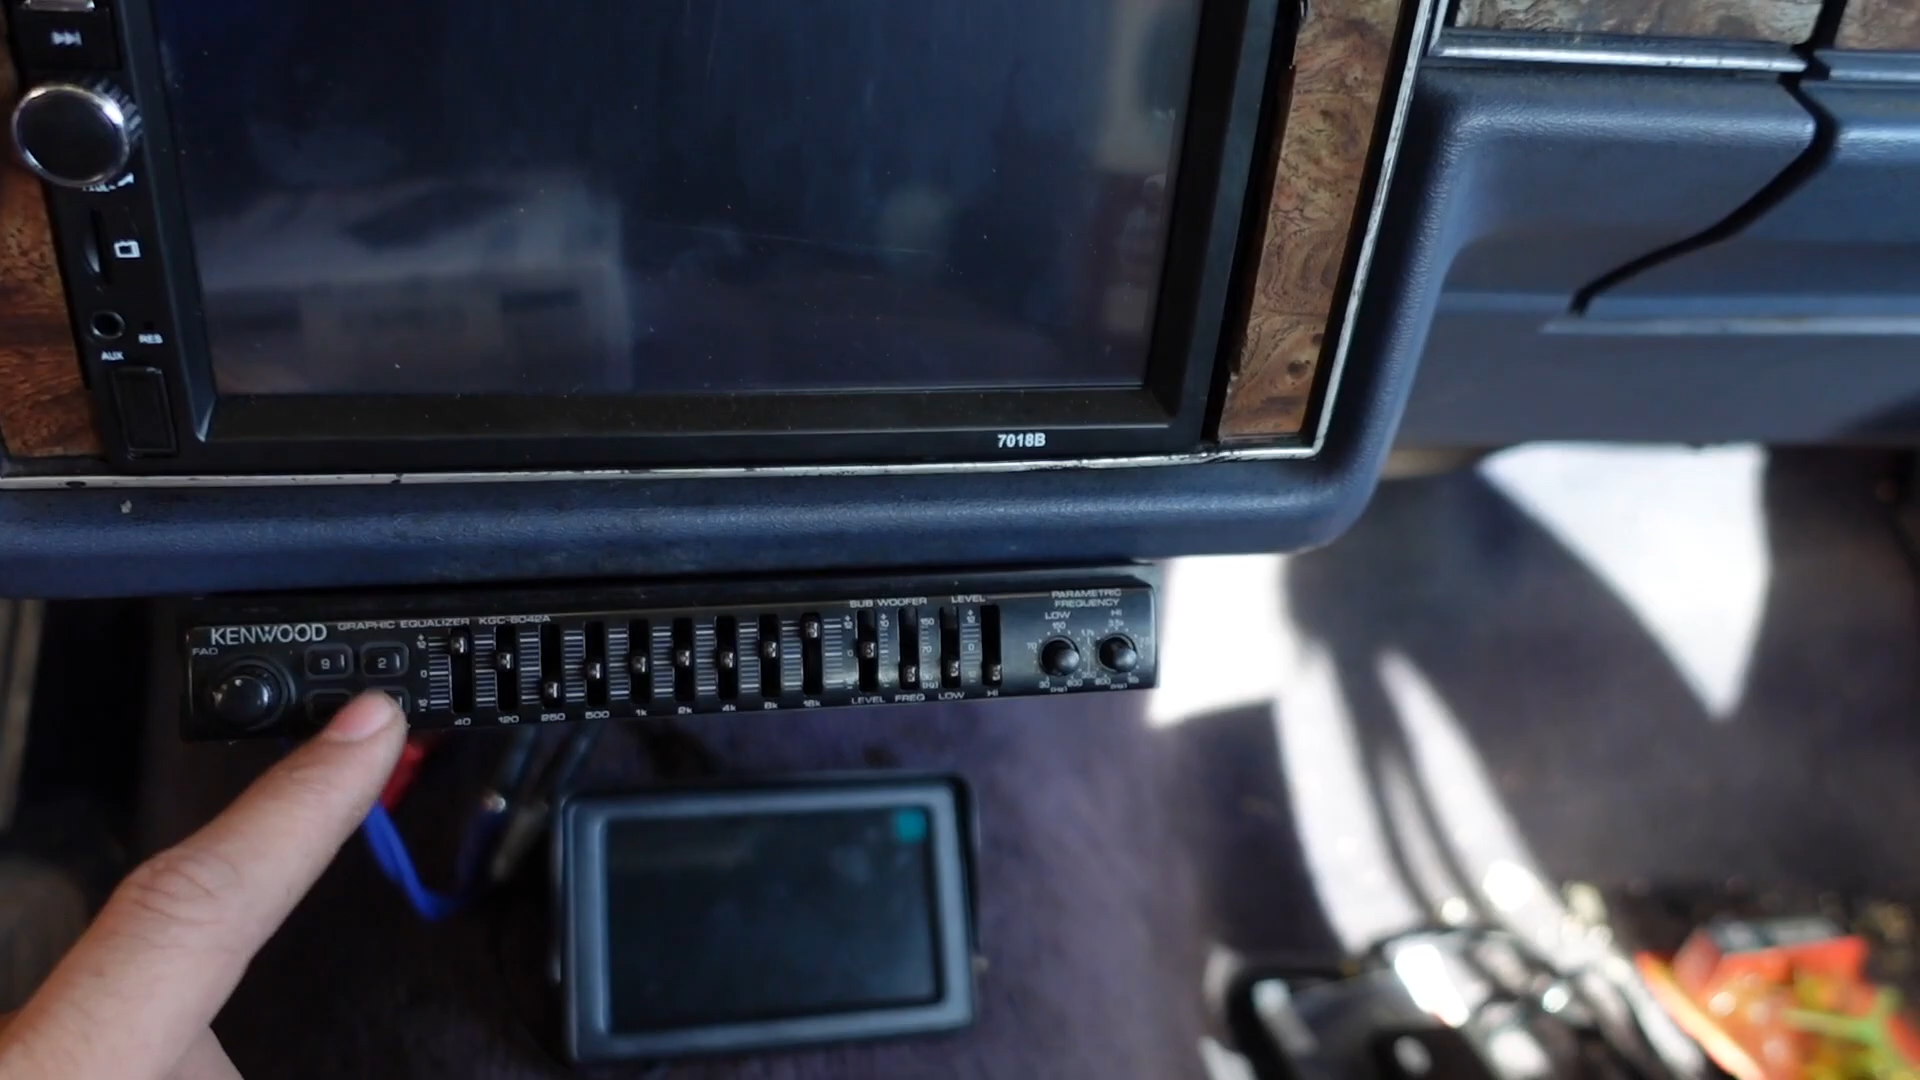 RES
AUX
7018B
KENWOOD
GRAPHIC EQUALIZER KGC-6042A
FAD
9
2
SUB WOOFER
LEVEL
PARAMETRIC
FREQUENCY
LOW
HI
40
120
250
500
1k
2k
4k
8k
16k
LEVEL
FREQ
LOW
HI